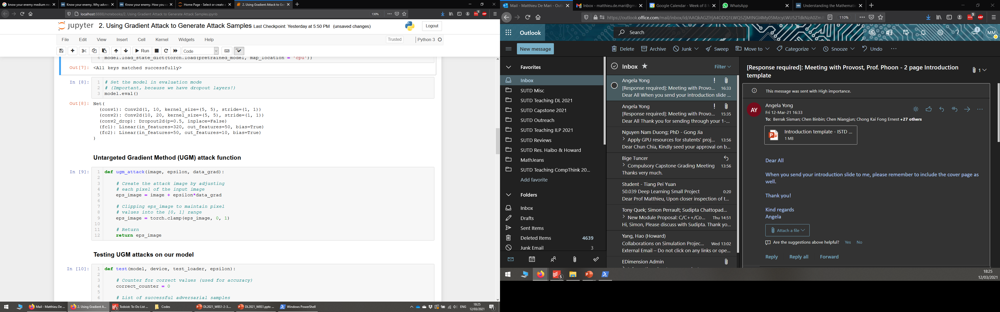 know your enemy medium ne
Know your enemy. Why advers
Know your enemy. How you ca
Home Page - Select or create a
2. Using Gradient Attack to Ger
localhost:8888/notebooks/2. Using Gradient Attack to Generate Attack Samples.ipynb
130%
jupyter 2. Using Gradient Attack to Generate Attack Samples Last Checkpoint: Yesterday at 5:50 PM (unsaved changes)
Logout
File Edit View Insert Cell Kernel Widgets Help
Trusted
Python 3
Run
Code
4 model.load_state_dict(torch.load(pretrained_model, map_location = 'cpu'))
Out[7]: <All keys matched successfully>
In [8]:
1 # Set the model in evaluation mode
2 # (Important, because we have dropout layers!)
3 model.eval()
Out[8]: Net(
(conv1): Conv2d(1, 10, kernel_size=(5, 5), stride=(1, 1))
(conv2): Conv2d(10, 20, kernel_size=(5, 5), stride=(1, 1))
(conv2_drop): Dropout2d(p=0.5, inplace=False)
(fc1): Linear(in_features=320, out_features=50, bias=True)
(fc2): Linear(in_features=50, out_features=10, bias=True)
)
Untargeted Gradient Method (UGM) attack function
In [9]:
1 def ugm_attack(image, epsilon, data_grad):
2
3 # Create the attack image by adjusting
4 # each pixel of the input image
5 eps_image = image + epsilon*data_grad
6
7 # Clipping eps_image to maintain pixel
8 # values into the [0, 1] range
9 eps_image = torch.clamp(eps_image, 0, 1)
10
11 # Return
12 return eps_image
Testing UGM attacks on our model
In [10]:
1 def test(model, device, test_loader, epsilon):
2
3 # Counter for correct values (used for accuracy)
4 correct_counter = 0
5
6 # List of successful adversarial samples
Mail - Matthieu De ...
2. Using Gradient A...
5
Todoist: To-Do List ...
Codes
DL2021_W8S1-2-3....
DL2021_W8S1.pptx ...
Windows PowerShell
ENG
18:25
12/03/2021
1
Mail - Matthieu De Mari - Outl
Inbox - matthieu.de.mari@gma
Google Calendar - Week of 8 M
WhatsApp
Understanding the Mathematic
https://outlook.office.com/mail/inbox/id/
110%
5
ABP
Outlook
Search
1
MM
New message
Delete
Archive
Junk
Sweep
Move to
Categorize
Snooze
Undo
Favorites
Inbox
SUTD Misc
SUTD Teaching DL 2021
SUTD Capstone 2021
SUTD Outreach
SUTD Teaching ILP 2021
SUTD Reviews
SUTD Res. Haibo & Howard
MathJeans
SUTD Teaching CompThink 20...
Add favorite
Folders
Inbox
Drafts
Sent Items
Deleted Items 4639
Junk Email 3
Inbox
Filter
Angela Yong
[Response required]: Meeting with Provo... 16:33
Dear All When you send your introduction slide ...
Angela Yong
[Response required]: Meeting with Provo... 15:35
Dear All Thank you for sending through your 1-...
Nguyen Nam Duong; PhD - Gong Jia
Apply GPU resources for stutents' proj... 13:56
Dear Chun Chia, Kindly seed your approval on b...
Bige Tuncer
Compulsory Capstone Grading Meeting 13:56
Thanks very much.
Student - Tiang Pei Yuan
50.039 Deep Learning Small Project 0:20
Dear Prof Matthieu, Upon closer inspection of t...
Tony Quek; Simon Perrault; Sudipta Chattopad...
New Module Proposal: C/C++/Co... Thu 14:51
Hi, Simon, Please discuss with Sudipta. Thank yo...
Yang, Hao (Howard)
Collaborations on Simulation Projec... Wed 13:02
External Email – Do not click on any links or ope...
EDimension Admin
[Response required]: Meeting with Provost, Prof. Phoon - 2 page Introduction
template
1
This message was sent with High importance.
AY
Angela Yong
Fri 12-Mar-21 16:33
To: Berrak Sisman; Chen Binbin; Chen Niangjun; Chong Kai Fong Ernest +27 others
Introduction template - ISTD ...
1 MB
Dear All
When you send your introduction slide to me, please remember to include the cover page as
well.
Thank you!
Kind regards
Angela
Attach a file
Are the suggestions above helpful? Yes No
Reply Reply all Forward
5
18:25
12/03/2021